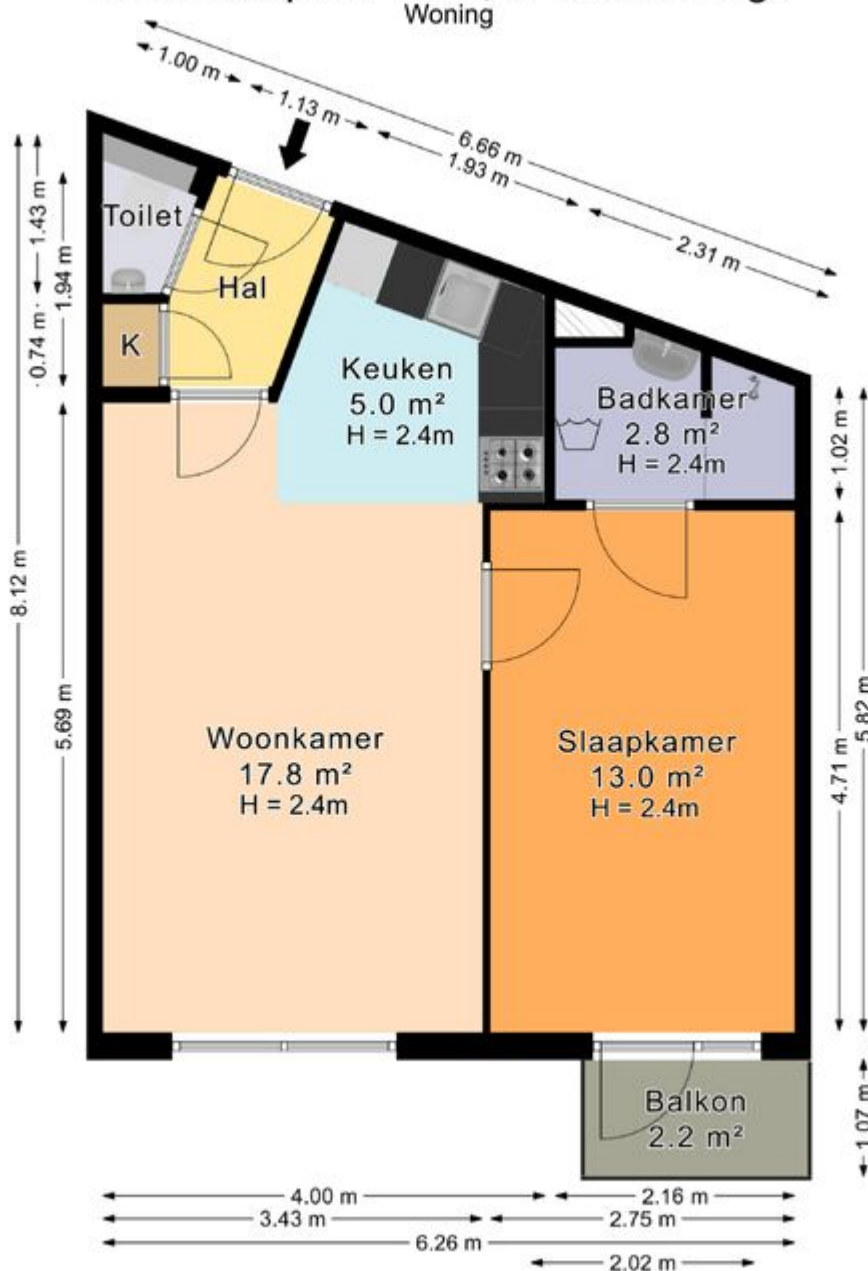 Woning
1.00 m
1.13 m
6.66 m
1.93 m
2.31 m
1.43 m
1.94 m
0.74 m
8.12 m
5.69 m
Toilet
Hal
K
Keuken
5.0 m²
H = 2.4m
Badkamer
2.8 m²
H = 2.4m
1.02 m
5.82 m
4.71 m
Woonkamer
17.8 m²
H = 2.4m
Slaapkamer
13.0 m²
H = 2.4m
Balkon
2.2 m²
1.07 m
4.00 m
2.16 m
3.43 m
2.75 m
6.26 m
2.02 m